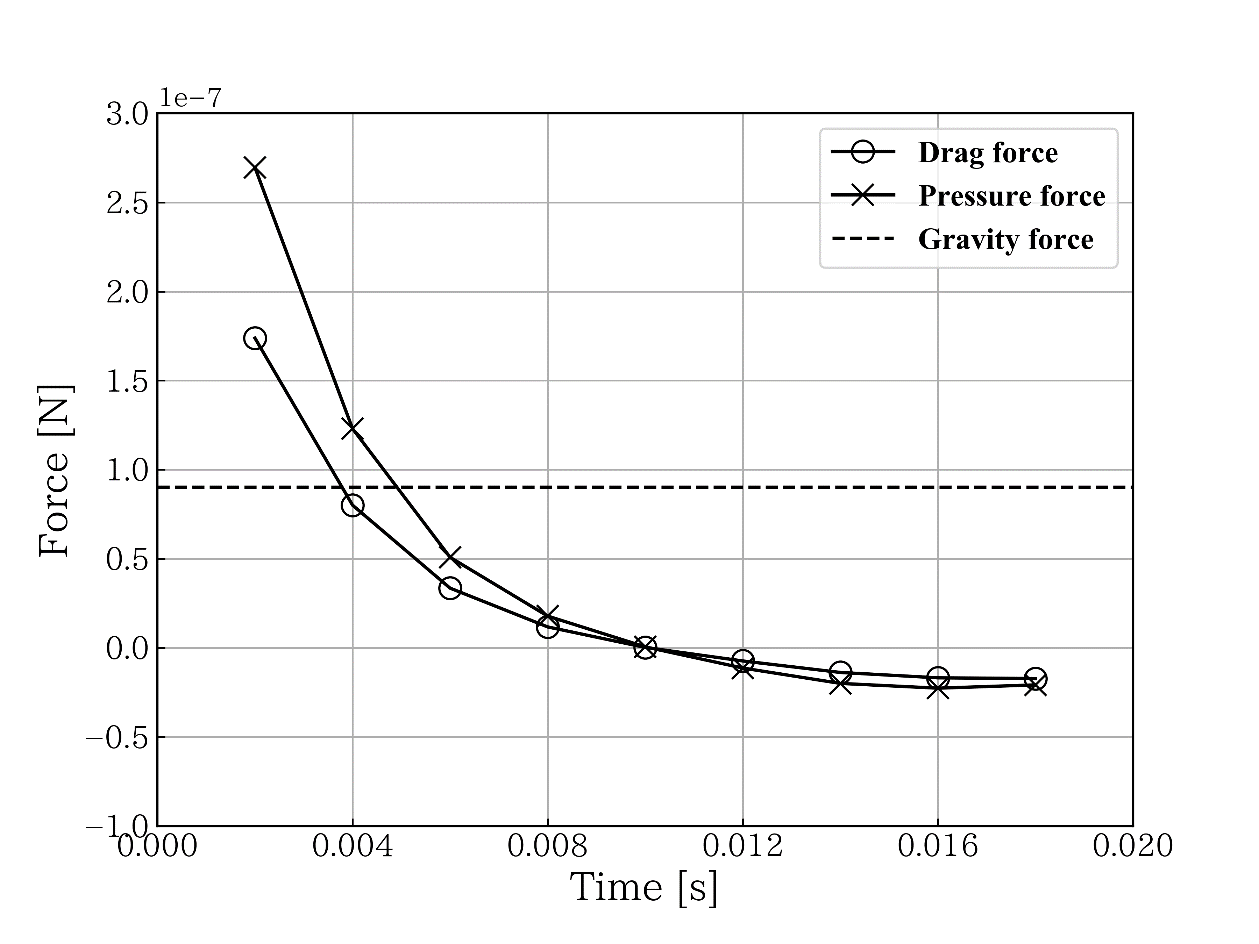 1e−7
3.0
2.5
2.0
1.5
1.0
0.5
0.0
−0.5
−1.0
Force [N]
Drag force
Pressure force
Gravity force
0.000 0.004 0.008 0.012 0.016 0.020
Time [s]